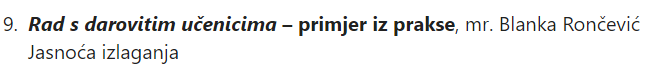 9. Rad s darovitim učenicima – primjer iz prakse, mr. Blanka Rončević
Jasnoća izlaganja